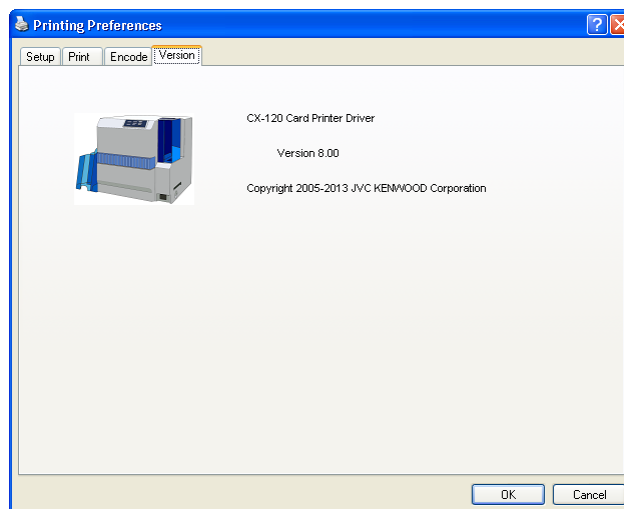 Printing Preferences
Setup Print Encode Version
CX-120 Card Printer Driver
Version 8.00
Copyright 2005-2013 JVC KENWOOD Corporation
OK Cancel